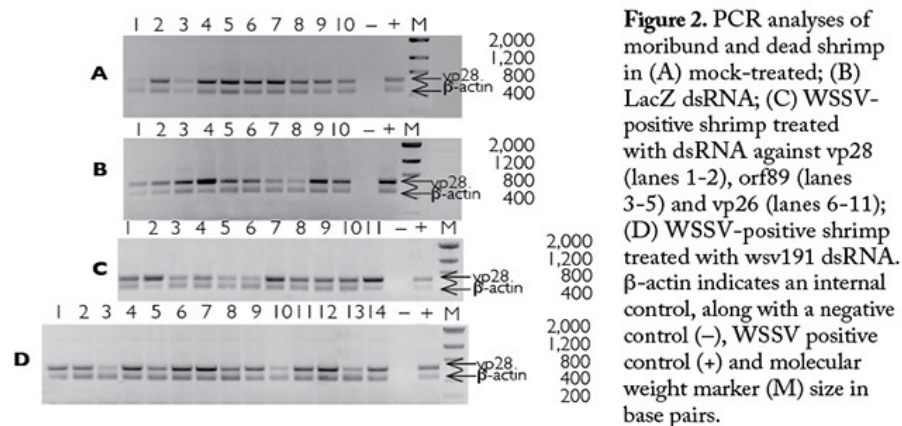 1 2 3 4 5 6 7 8 9 10 – + M
A
2,000
1,200
800
400
vp28
β-actin
1 2 3 4 5 6 7 8 9 10 – + M
B
2,000
1200
800
400
vp28
β-actin
1 2 3 4 5 6 7 8 9 10 11 – + M
C
2,000
1,200
800
400
vp28
β-actin
1 2 3 4 5 6 7 8 9 10 11 12 13 14 – + M
D
2,000
1,200
800
400
200
vp28
β-actin
Figure 2. PCR analyses of
moribund and dead shrimp
in (A) mock-treated; (B)
LacZ dsRNA; (C) WSSV-
positive shrimp treated
with dsRNA against vp28
(lanes 1-2), orf89 (lanes
3-5) and vp26 (lanes 6-11);
(D) WSSV-positive shrimp
treated with wsv191 dsRNA.
β-actin indicates an internal
control, along with a negative
control (–), WSSV positive
control (+) and molecular
weight marker (M) size in
base pairs.